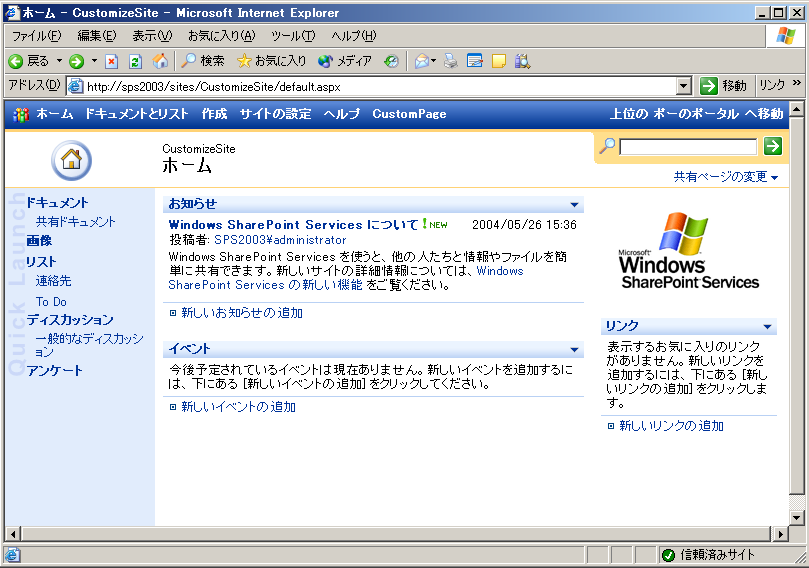 ホーム - CustomizeSite - Microsoft Internet Explorer
ファイル(F) 編集(E) 表示(V) お気に入り(A) ツール(T) ヘルプ(H)
戻る 検索 お気に入り メディア
アドレス(D) http://sps2003/sites/CustomizeSite/default.aspx 移動 リンク »
ホーム ドキュメントとリスト 作成 サイトの設定 ヘルプ CustomPage 上位の ポーのポータル へ移動
CustomizeSite
ホーム
共有ページの変更
Quick Launch
ドキュメント
共有ドキュメント
画像
リスト
連絡先
To Do
ディスカッション
一般的なディスカッシ
ョン
アンケート
お知らせ
Windows SharePoint Services について ! NEW 2004/05/26 15:36
投稿者: SPS2003¥administrator
Windows SharePoint Services を使うと、他の人たちと情報やファイルを簡
単に共有できます。新しいサイトの詳細情報については、Windows
SharePoint Services の新しい機能 をご覧ください。
新しいお知らせの追加
イベント
今後予定されているイベントは現在ありません。新しいイベントを追加するに
は、下にある [新しいイベントの追加] をクリックしてください。
新しいイベントの追加
Microsoft
Windows
SharePoint Services
リンク
表示するお気に入りのリンク
がありません。新しいリンクを
追加するには、下にある [新し
いリンクの追加] をクリックしま
す。
新しいリンクの追加
信頼済みサイト